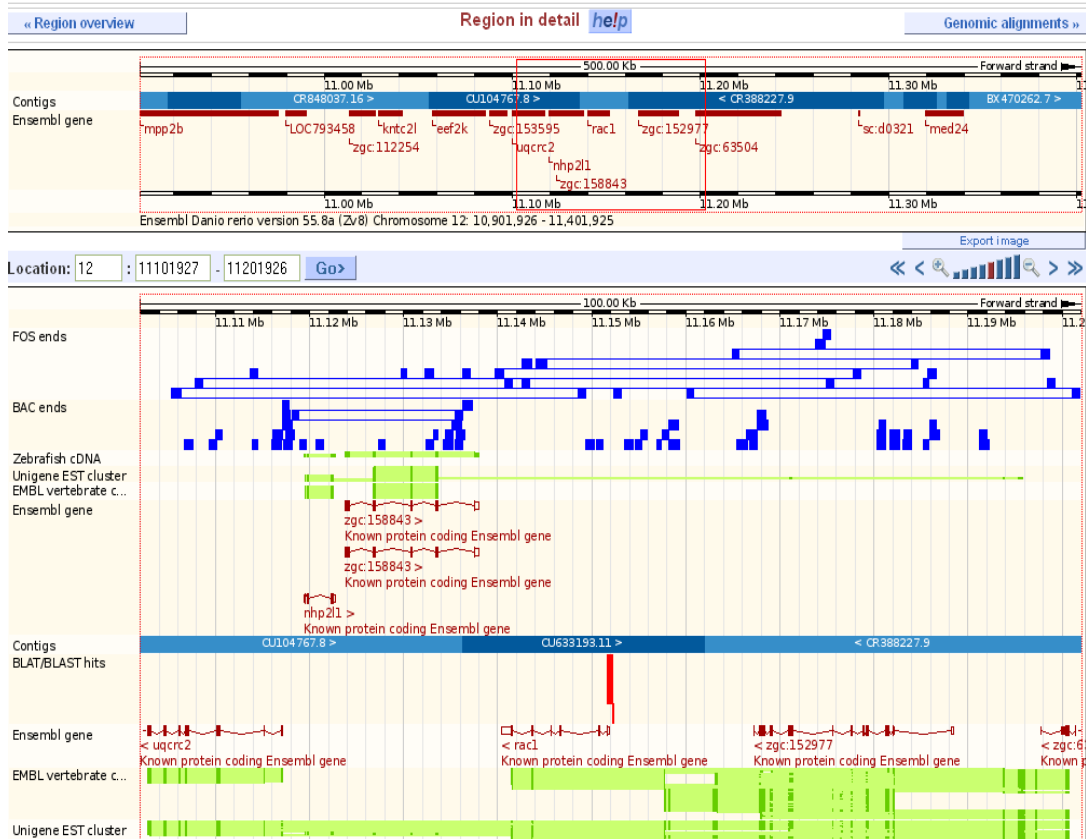 « Region overview
Region in detail help
Genomic alignments »
500.00 Kb
Forward strand
11.00 Mb 11.10 Mb 11.20 Mb 11.30 Mb
Contigs CR848037.16 > CU104767.8 > < CR388227.9 BX470262.7 >
Ensembl gene
mpp2b LOC793458 kntc2l eef2k zgc:153595 rac1 zgc:152977 sc:d0321 med24
zgc:112254 uqcrc2 zgc:63504
nhp2l1
zgc:158843
11.00 Mb 11.10 Mb 11.20 Mb 11.30 Mb
Ensembl Danio rerio version 55.8a (Zv8) Chromosome 12: 10,901,926 - 11,401,925
Export image
Location: 12 : 11101927 - 11201926 Go>
100.00 Kb
Forward strand
11.11 Mb 11.12 Mb 11.13 Mb 11.14 Mb 11.15 Mb 11.16 Mb 11.17 Mb 11.18 Mb 11.19 Mb 11.2
FOS ends
BAC ends
Zebrafish cDNA
Unigene EST cluster
EMBL vertebrate c...
Ensembl gene
zgc:158843 >
Known protein coding Ensembl gene
zgc:158843 >
Known protein coding Ensembl gene
nhp2l1 >
Known protein coding Ensembl gene
Contigs CU104767.8 > CU633193.11 > < CR388227.9
BLAT/BLAST hits
Ensembl gene
< uqcrc2 < rac1 < zgc:152977 < zgc:6
Known protein coding Ensembl gene Known protein coding Ensembl gene Known protein coding Ensembl gene Known p
EMBL vertebrate c...
Unigene EST cluster